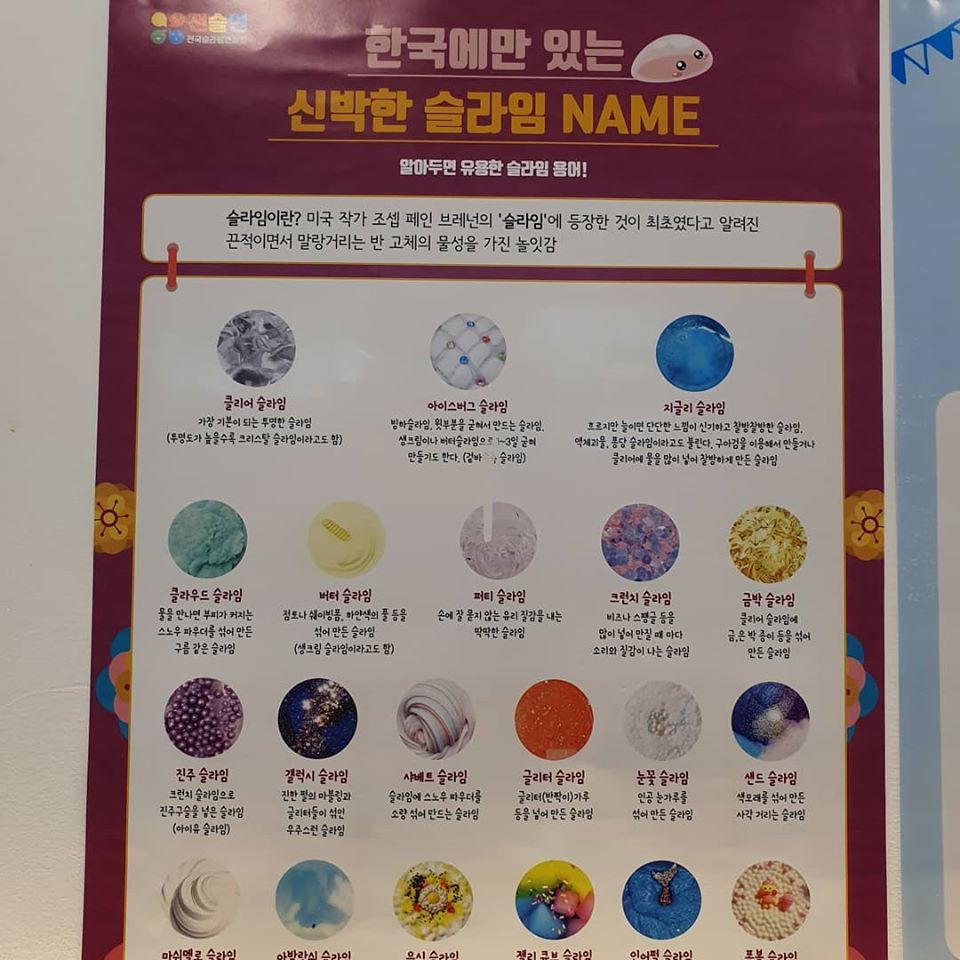 전국슬라임연합회
한국에만 있는
신박한 슬라임 NAME
알아두면 유용한 슬라임 용어!
슬라임이란? 미국 작가 조셉 페인 브레넌의 '슬라임'에 등장한 것이 최초였다고 알려진
끈적이면서 말랑거리는 반 고체의 물성을 가진 놀잇감
클리어 슬라임
가장 기본이 되는 투명한 슬라임
(투명도가 높을수록 크리스탈 슬라임이라고도 함)
아이스버그 슬라임
빙하슬라임, 윗부분을 굳혀서 만드는 슬라임.
생크림이나 버터슬라임으로 1~3일 굳혀
만들기도 한다. (겉바 슬라임)
지글리 슬라임
흐르지만 늘이면 단단한 느낌이 신기하고 찰방찰방한 슬라임.
액체괴물, 퐁당 슬라임이라고도 불린다. 구아검을 이용해서 만들거나
클리어에 물을 많이 넣어 찰방하게 만든 슬라임
클라우드 슬라임
물을 만나면 부피가 커지는
스노우 파우더를 섞어 만든
구름 같은 슬라임
버터 슬라임
점토나 쉐이빙폼, 하얀색의 풀 등을
섞어 만든 슬라임
(생크림 슬라임이라고도 함)
퍼티 슬라임
손에 잘 묻지 않는 유리 질감을 내는
딱딱한 슬라임
크런치 슬라임
비즈나 스팽글 등을
많이 넣어 만질 때 마다
소리와 질감이 나는 슬라임
금박 슬라임
클리어 슬라임에
금,은 박 종이 등을 섞어
만든 슬라임
진주 슬라임
크런치 슬라임으로
진주구슬을 넣은 슬라임
(아이유 슬라임)
갤럭시 슬라임
진한 펄의 마블링과
글리터들이 섞인
우주스런 슬라임
샤베트 슬라임
슬라임에 스노우 파우더를
소량 섞어 만드는 슬라임
글리터 슬라임
글리터(반짝이)가루
등을 넣어 만든 슬라임
눈꽃 슬라임
인공 눈가루를
섞어 만든 슬라임
샌드 슬라임
색모래를 섞어 만든
사각 거리는 슬라임
마쉬멜로 슬라임
아발란쉬 슬라임
음식 슬라임
젤리 큐브 슬라임
인어펄 슬라임
폼볼 슬라임